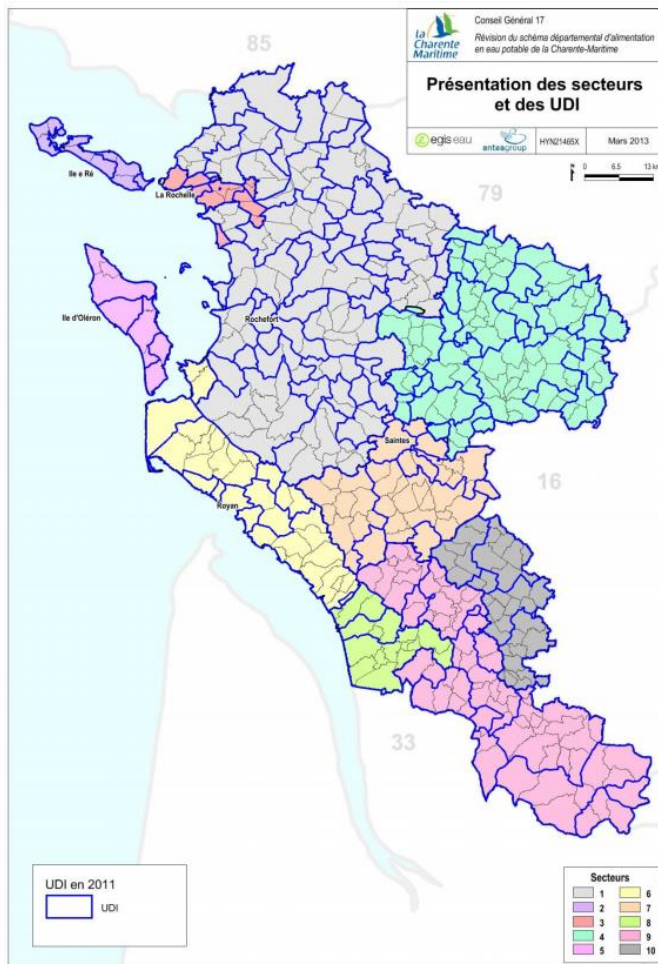 La
Charente
Maritime
Conseil Général 17
Révision du schéma départemental d'alimentation
en eau potable de la Charente-Maritime
Présentation des secteurs
et des UDI
egis eau
anteagroup
HYN21465X
Mars 2013
0 6.5 13 km
85
79
Ile e Ré
La Rochelle
Ile d'Oléron
Rochefort
Saintes
16
Royan
33
UDI en 2011
UDI
Secteurs
1 6
2 7
3 8
4 9
5 10